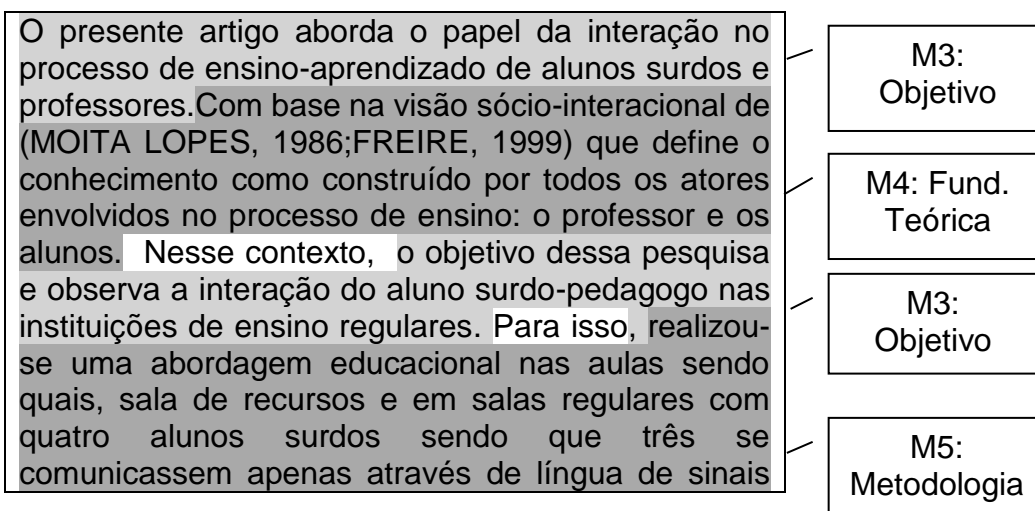 O presente artigo aborda o papel da interação no
processo de ensino-aprendizado de alunos surdos e
professores.Com base na visão sócio-interacional de
(MOITA LOPES, 1986;FREIRE, 1999) que define o
conhecimento como construído por todos os atores
envolvidos no processo de ensino: o professor e os
alunos. Nesse contexto, o objetivo dessa pesquisa
e observa a interação do aluno surdo-pedagogo nas
instituições de ensino regulares. Para isso, realizou-
se uma abordagem educacional nas aulas sendo
quais, sala de recursos e em salas regulares com
quatro alunos surdos sendo que três se
comunicassem apenas através de língua de sinais
M3:
Objetivo
M4: Fund.
Teórica
M3:
Objetivo
M5:
Metodologia